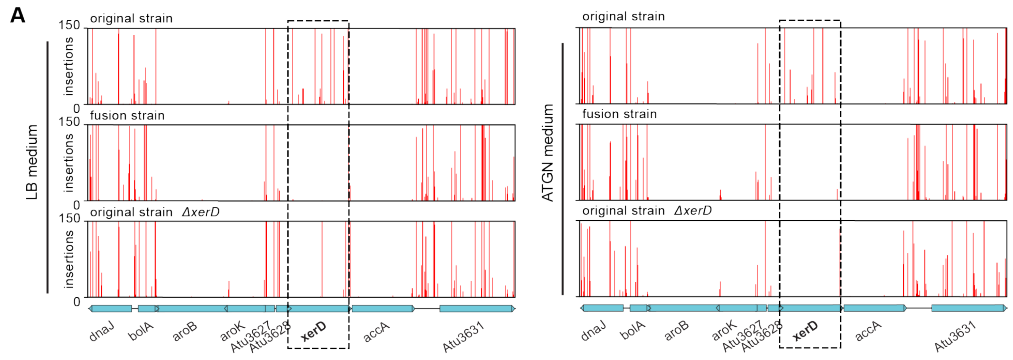 A
original strain
150
insertions
0
LB medium
fusion strain
150
insertions
0
original strain ΔxerD
150
insertions
0
dnaJ
bolA
aroB
aroK
Atu3627
Atu3628
xerD
accA
Atu3631
original strain
ATGN medium
fusion strain
original strain ΔxerD
dnaJ
bolA
aroB
aroK
Atu3627
Atu3628
xerD
accA
Atu3631